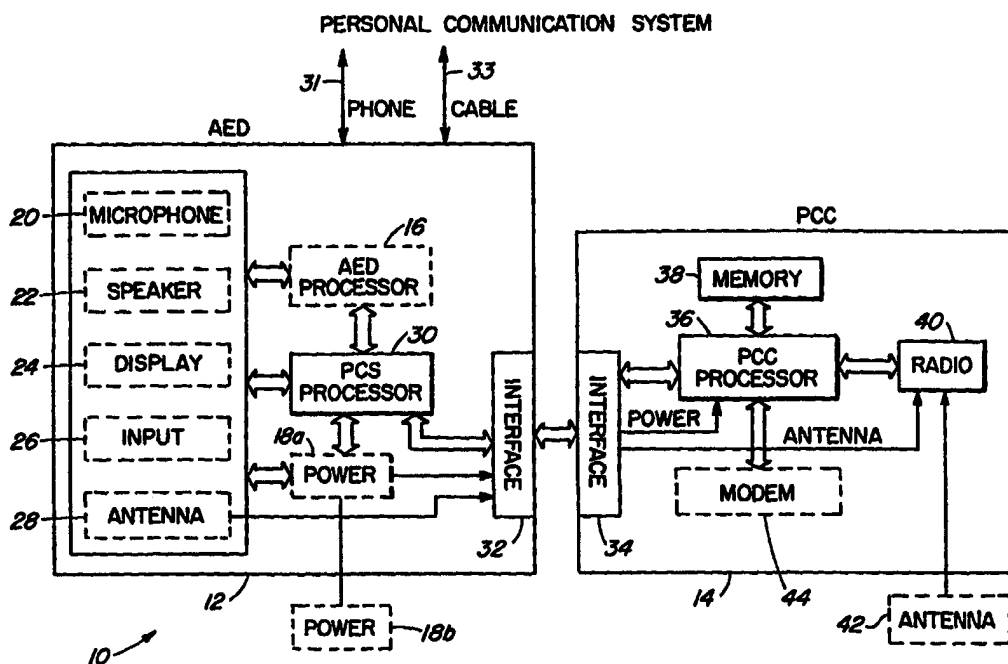 PERSONAL COMMUNICATION SYSTEM
31
33
PHONE
CABLE
AED
PCC
20
MICROPHONE
16
AED
PROCESSOR
22
SPEAKER
38
MEMORY
30
36
40
24
DISPLAY
PCS
PROCESSOR
PCC
PROCESSOR
RADIO
INTERFACE
INTERFACE
26
INPUT
18a
POWER
POWER
ANTENNA
28
ANTENNA
MODEM
32
34
12
14
44
POWER
18b
42
ANTENNA
10